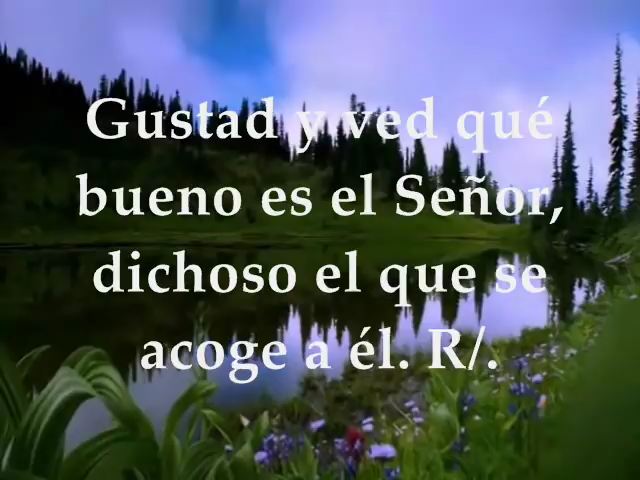 Gustad y ved qué
bueno es el Señor,
dichoso el que se
acoge a él. R/.